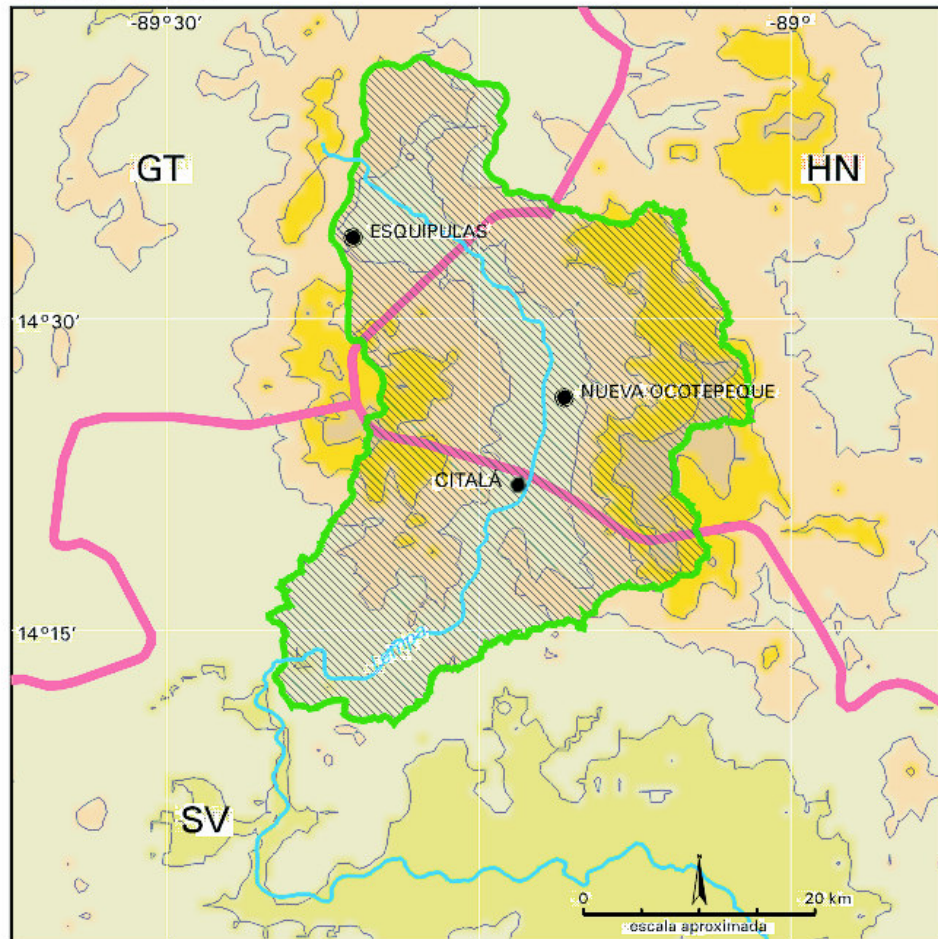 -89°30'
-89°
GT
HN
ESQUIPULAS
14°30'
NUEVA OCOTEPEQUE
CITALÁ
14°15'
Lempa
SV
N
0
20 km
escala aproximada